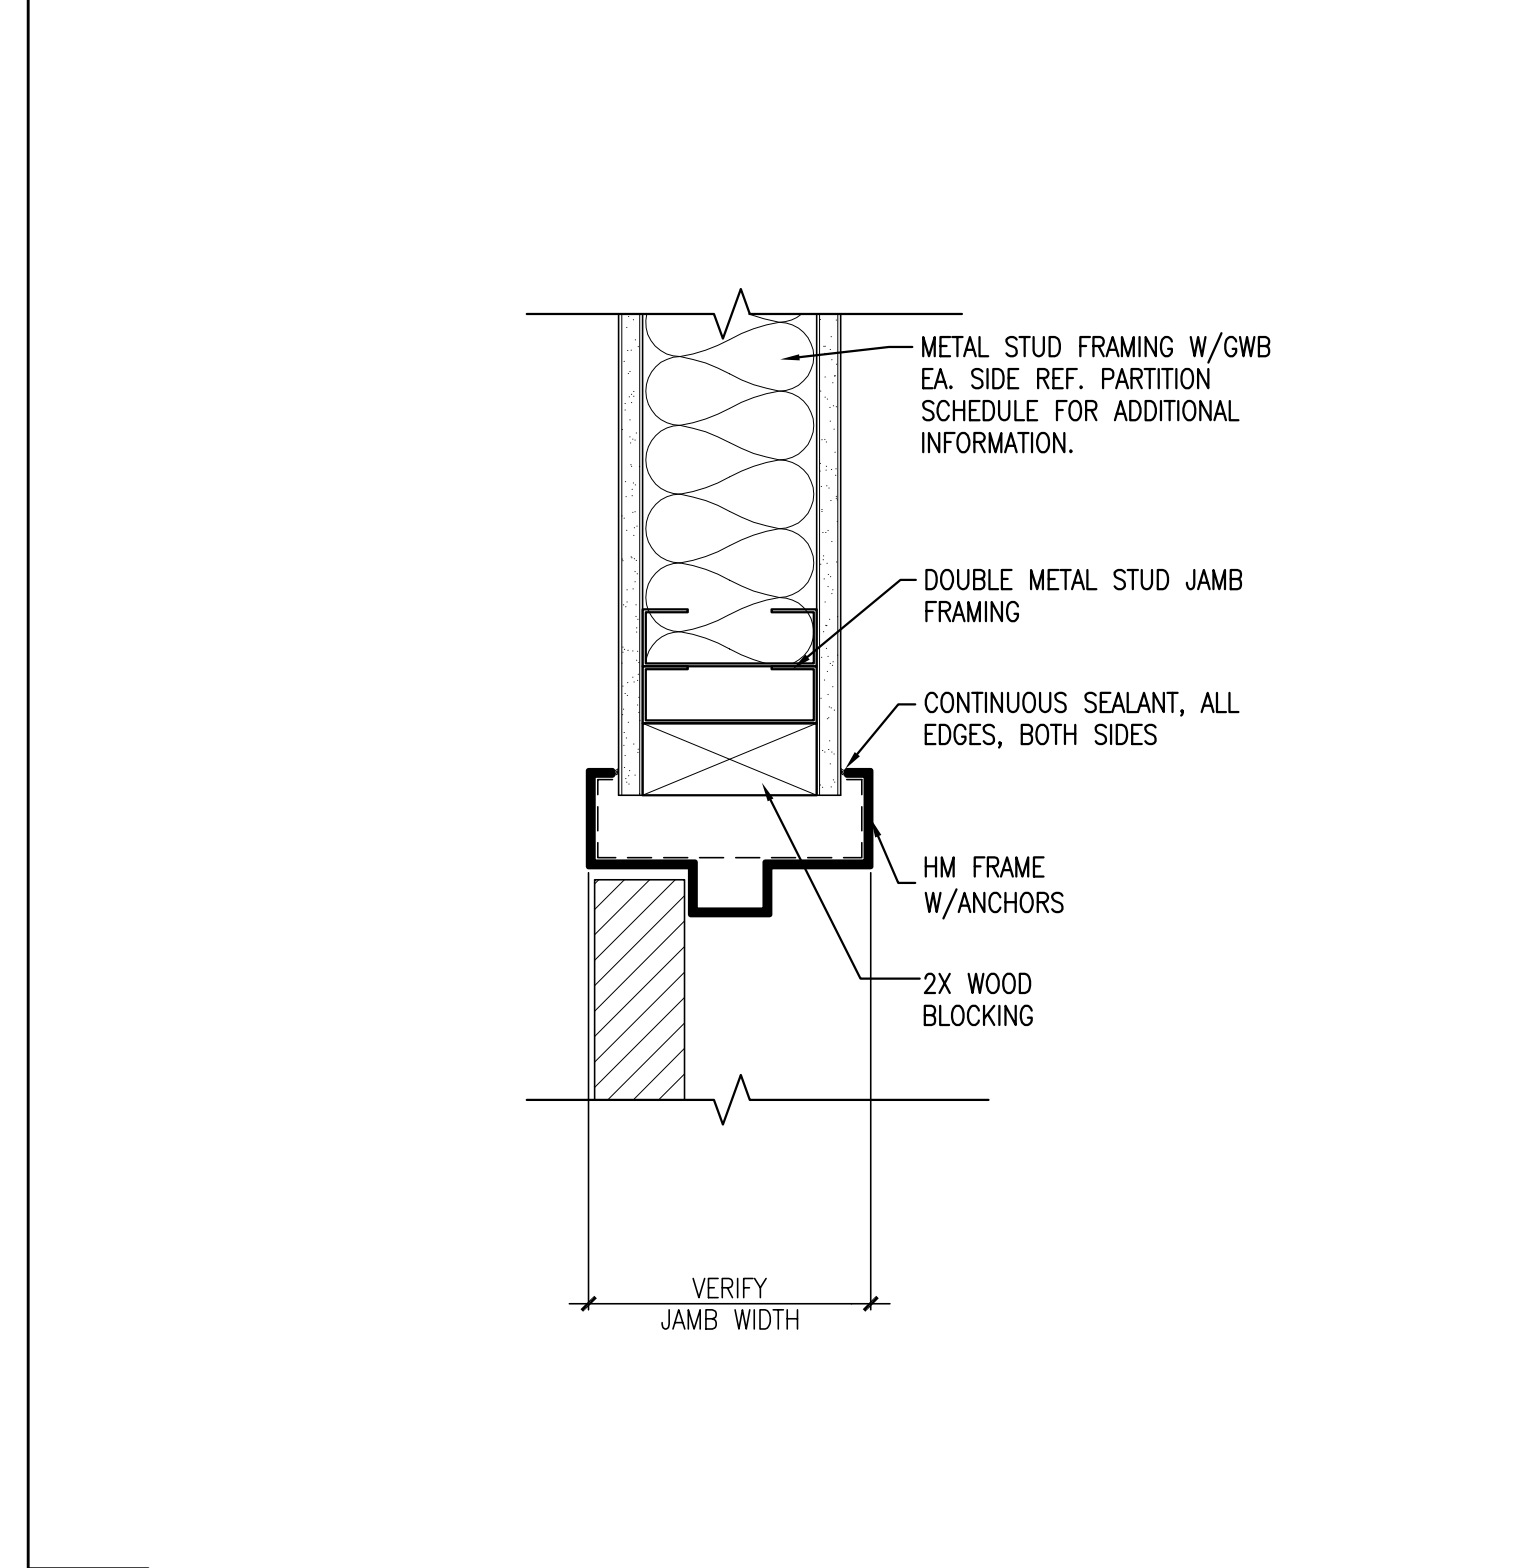 METAL STUD FRAMING W/GWB
EA. SIDE REF. PARTITION
SCHEDULE FOR ADDITIONAL
INFORMATION.
DOUBLE METAL STUD JAMB
FRAMING
CONTINUOUS SEALANT, ALL
EDGES, BOTH SIDES
HM FRAME
W/ANCHORS
2X WOOD
BLOCKING
VERIFY
JAMB WIDTH